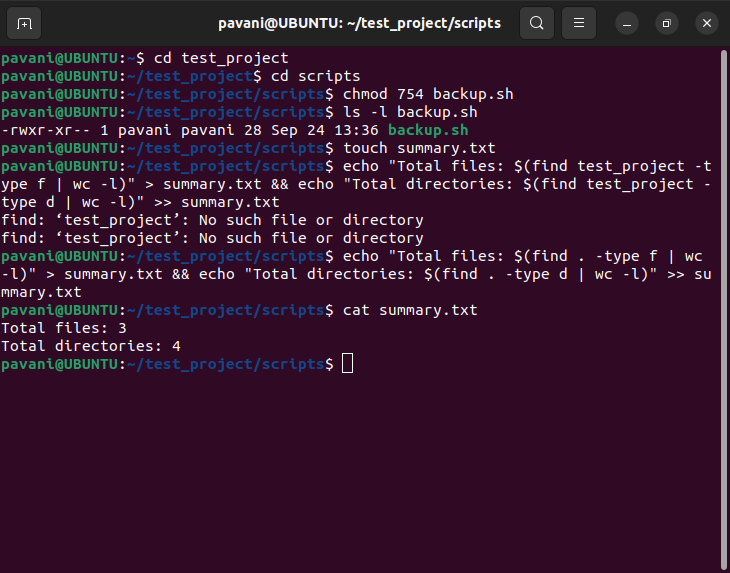 pavani@UBUNTU: ~/test_project/scripts
pavani@UBUNTU:~$ cd test_project
pavani@UBUNTU:~/test_project$ cd scripts
pavani@UBUNTU:~/test_project/scripts$ chmod 754 backup.sh
pavani@UBUNTU:~/test_project/scripts$ ls -l backup.sh
-rwxr-xr-- 1 pavani pavani 28 Sep 24 13:36 backup.sh
pavani@UBUNTU:~/test_project/scripts$ touch summary.txt
pavani@UBUNTU:~/test_project/scripts$ echo "Total files: $(find test_project -t
ype f | wc -l)" > summary.txt && echo "Total directories: $(find test_project -
type d | wc -l)" >> summary.txt
find: ‘test_project’: No such file or directory
find: ‘test_project’: No such file or directory
pavani@UBUNTU:~/test_project/scripts$ echo "Total files: $(find . -type f | wc
-l)" > summary.txt && echo "Total directories: $(find . -type d | wc -l)" >> su
mmary.txt
pavani@UBUNTU:~/test_project/scripts$ cat summary.txt
Total files: 3
Total directories: 4
pavani@UBUNTU:~/test_project/scripts$